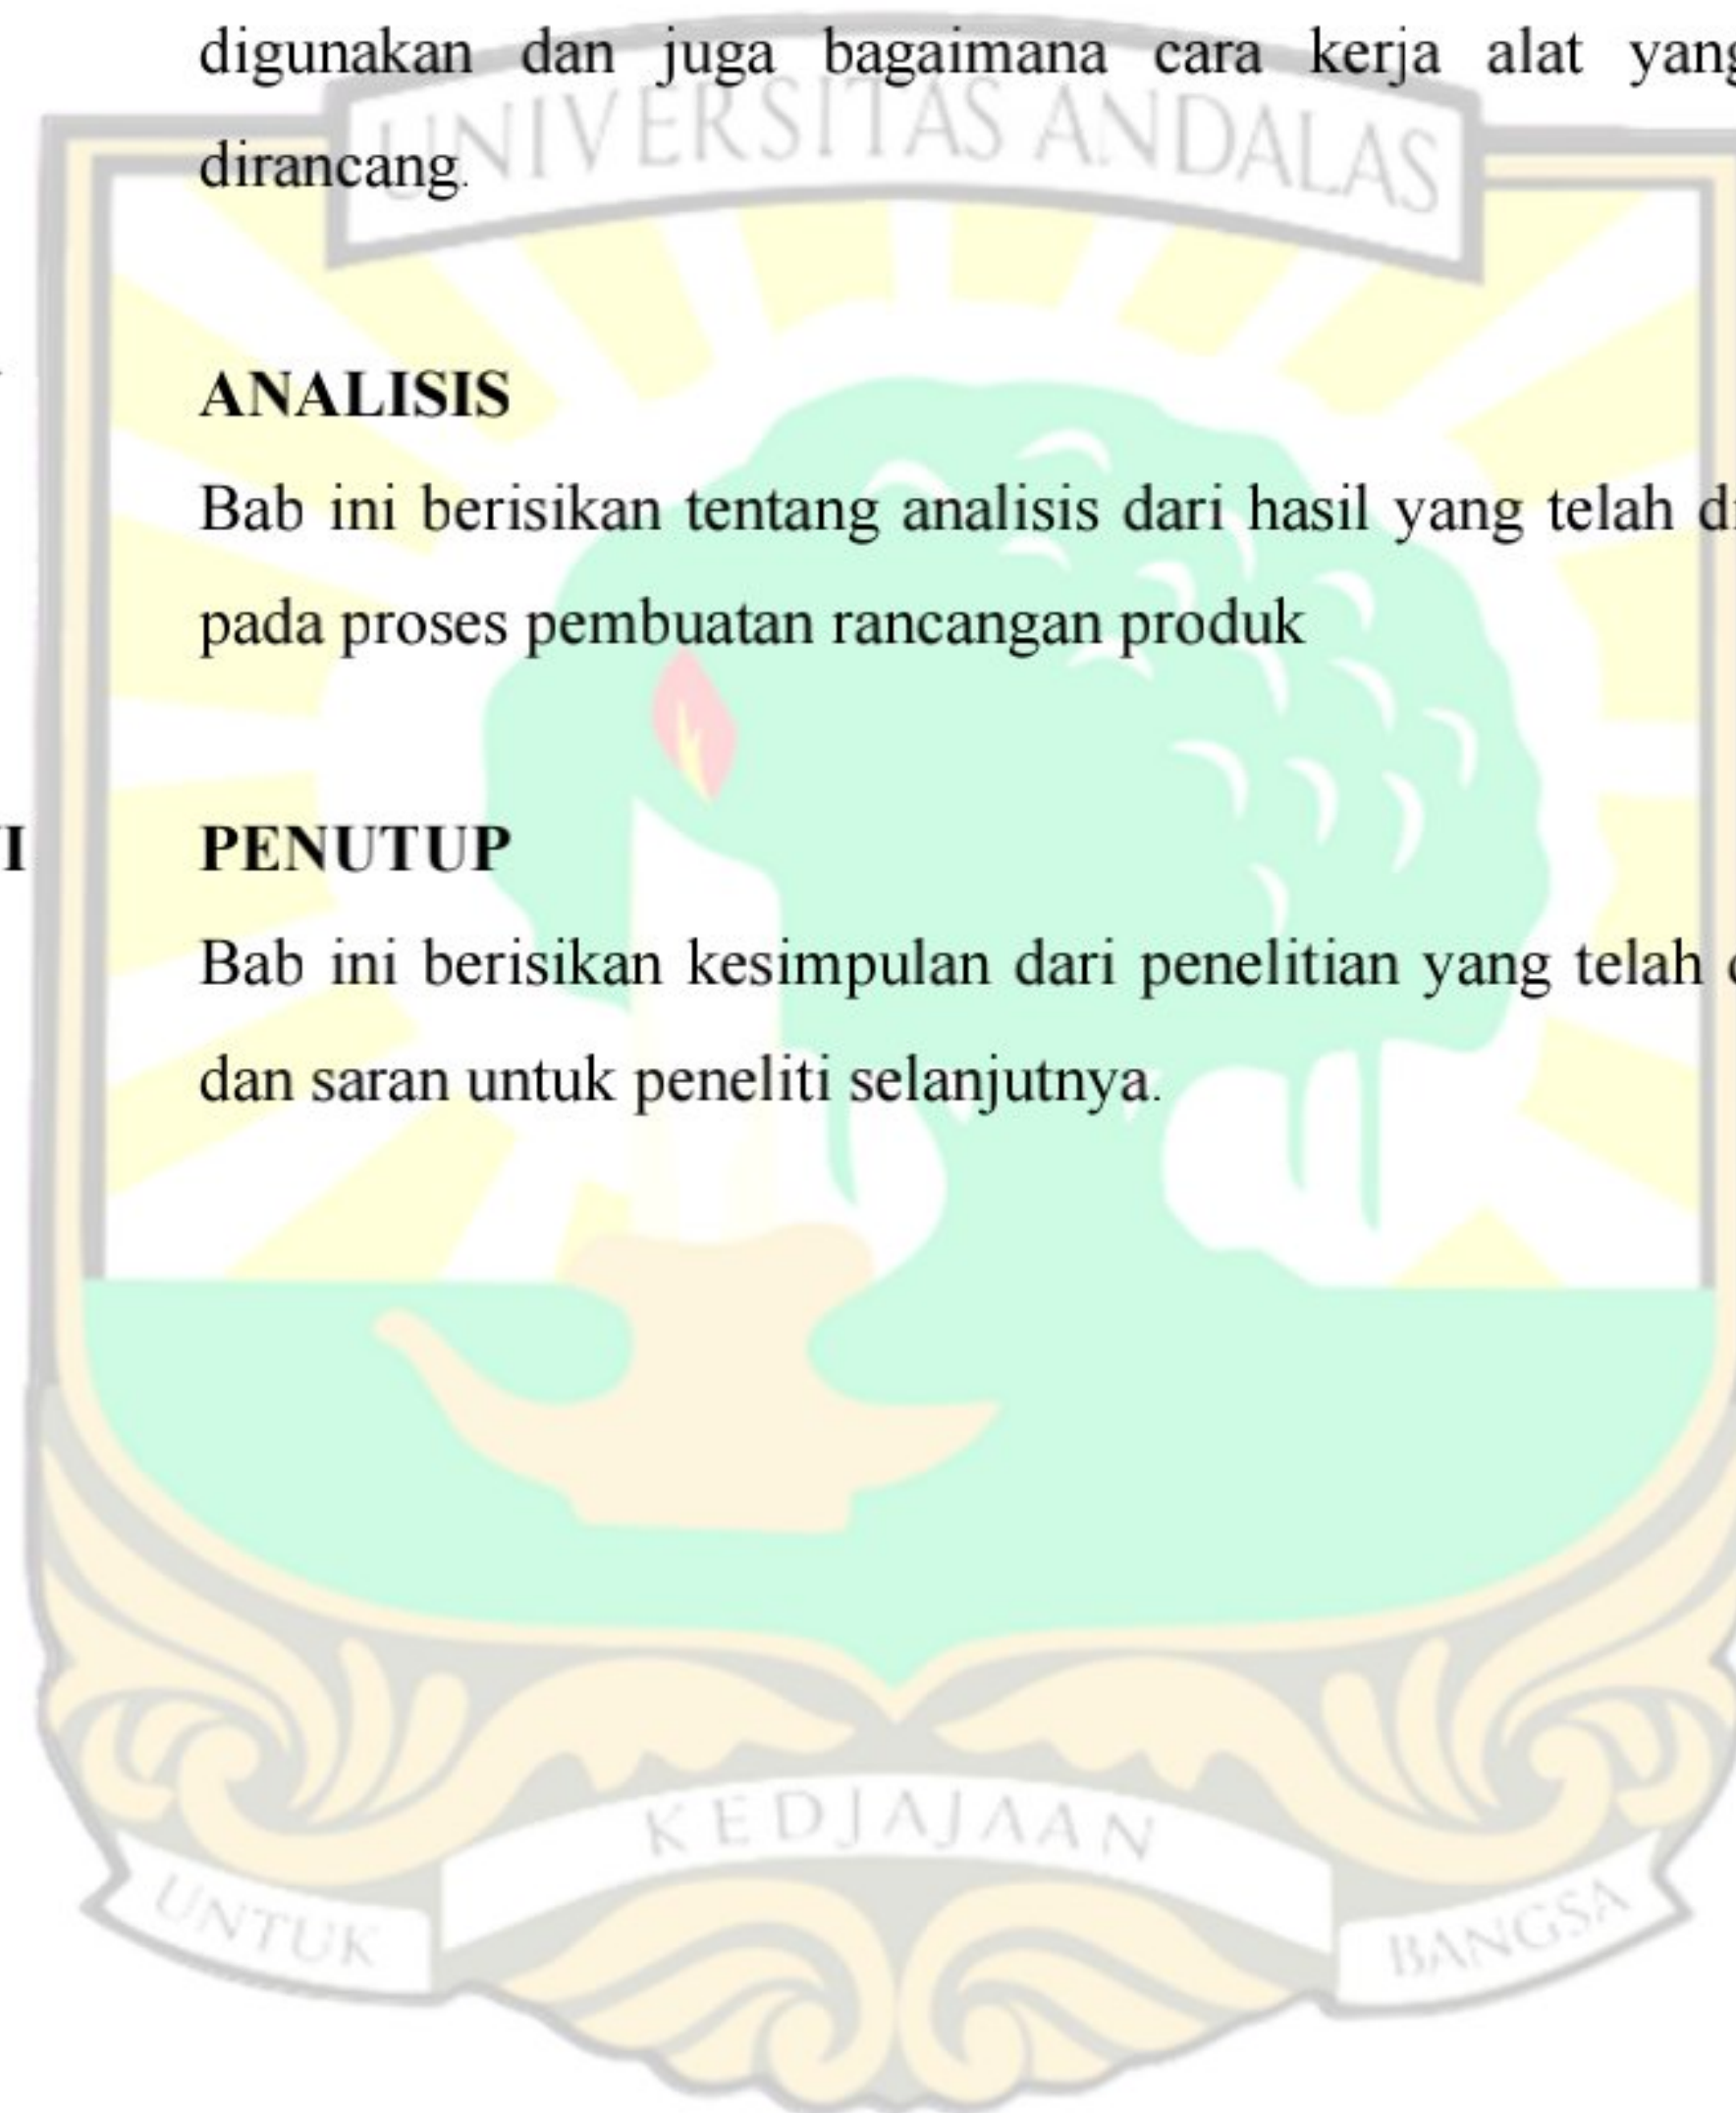 digunakan dan juga bagaimana cara kerja alat yang
dirancang.
UNIVERSITAS ANDALAS
ANALISIS
Bab ini berisikan tentang analisis dari hasil yang telah
pada proses pembuatan rancangan produk
PENUTUP
Bab ini berisikan kesimpulan dari penelitian yang telah
dan saran untuk peneliti selanjutnya.
KEDJAJAAN
UNTUK
BANGSA